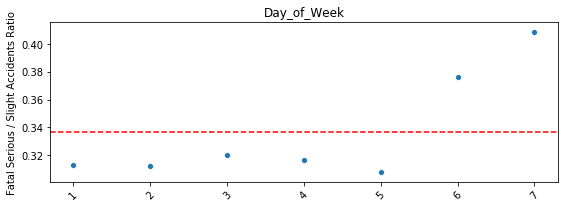 Day_of_Week
Fatal Serious / Slight Accidents Ratio
0.40
0.38
0.36
0.34
0.32
1 2 3 4 5 6 7